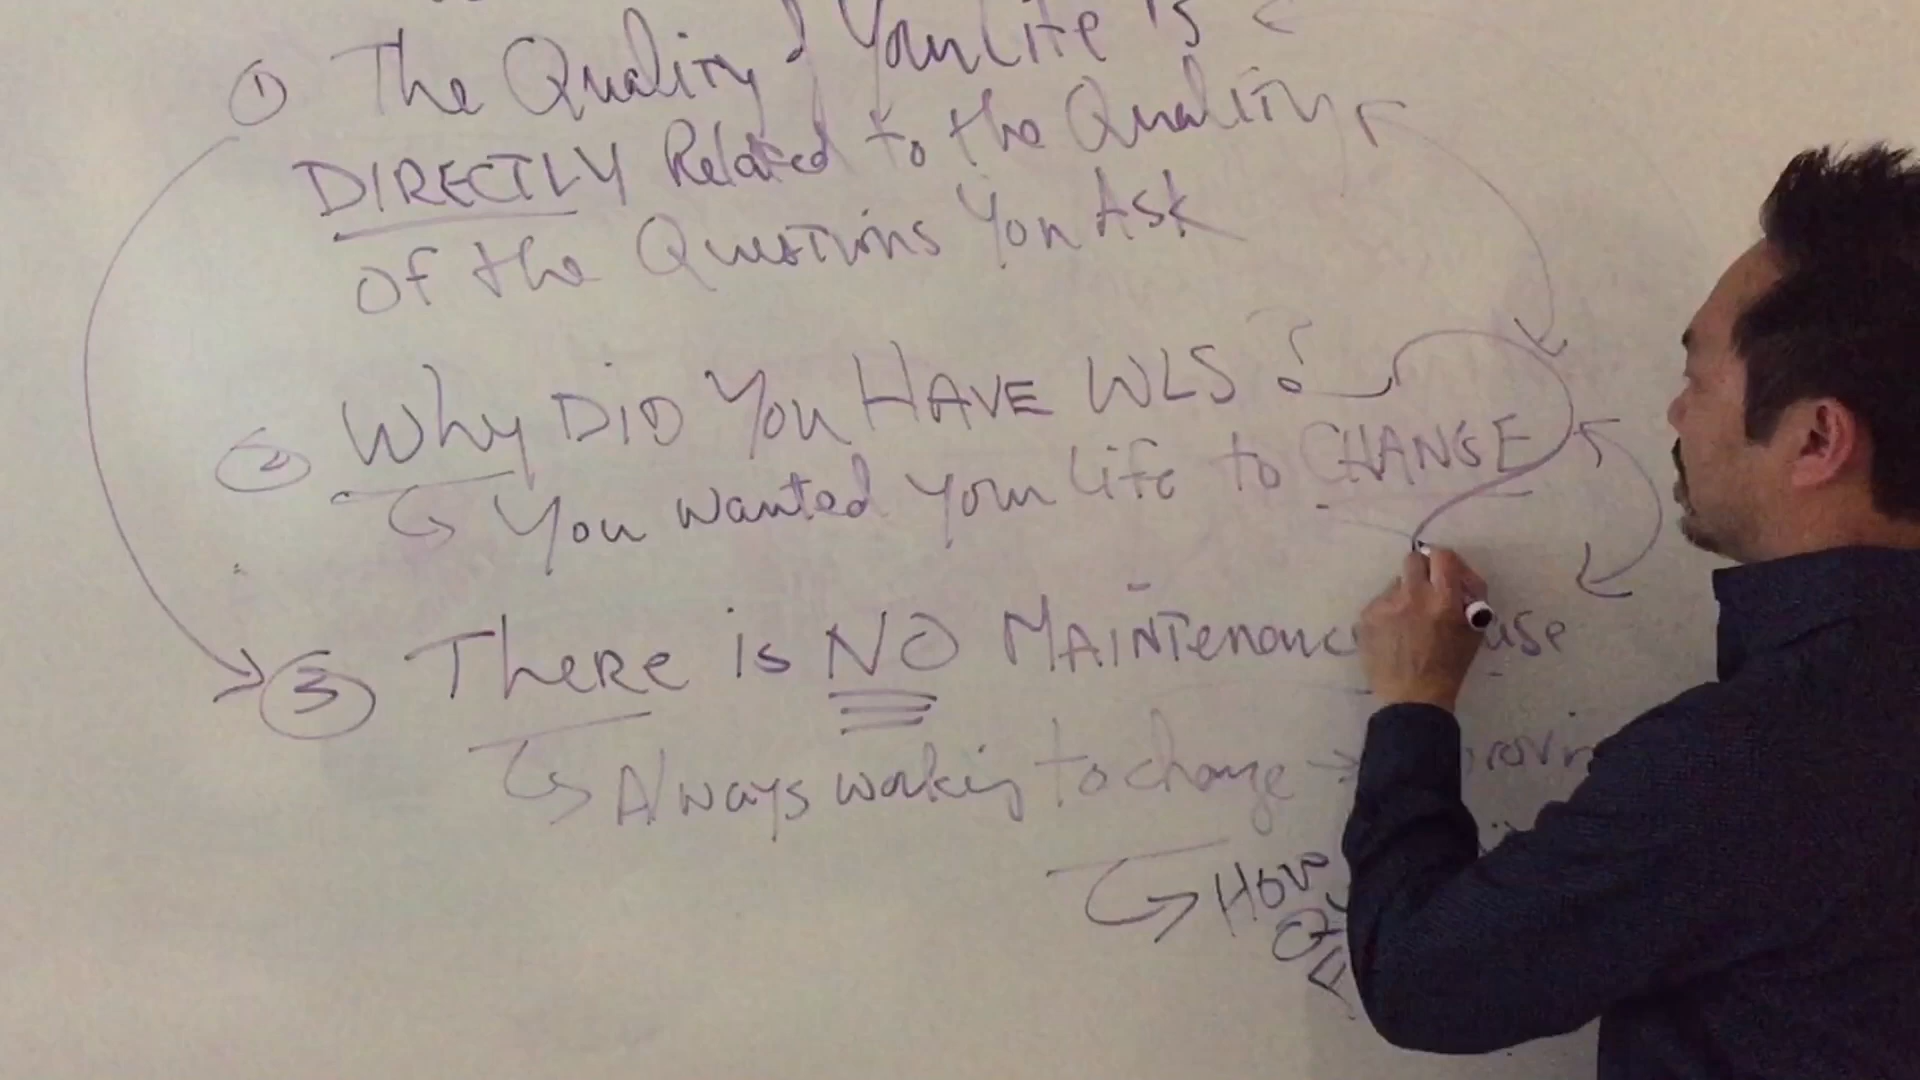 ① The Quality of Your Life is
DIRECTLY Related to the Quality
of the Questions You Ask
② Why DID You HAVE WLS?
↳ You wanted your life to CHANGE
③ THERE is NO MAINTenance
↳ Always working to change →
↳ How